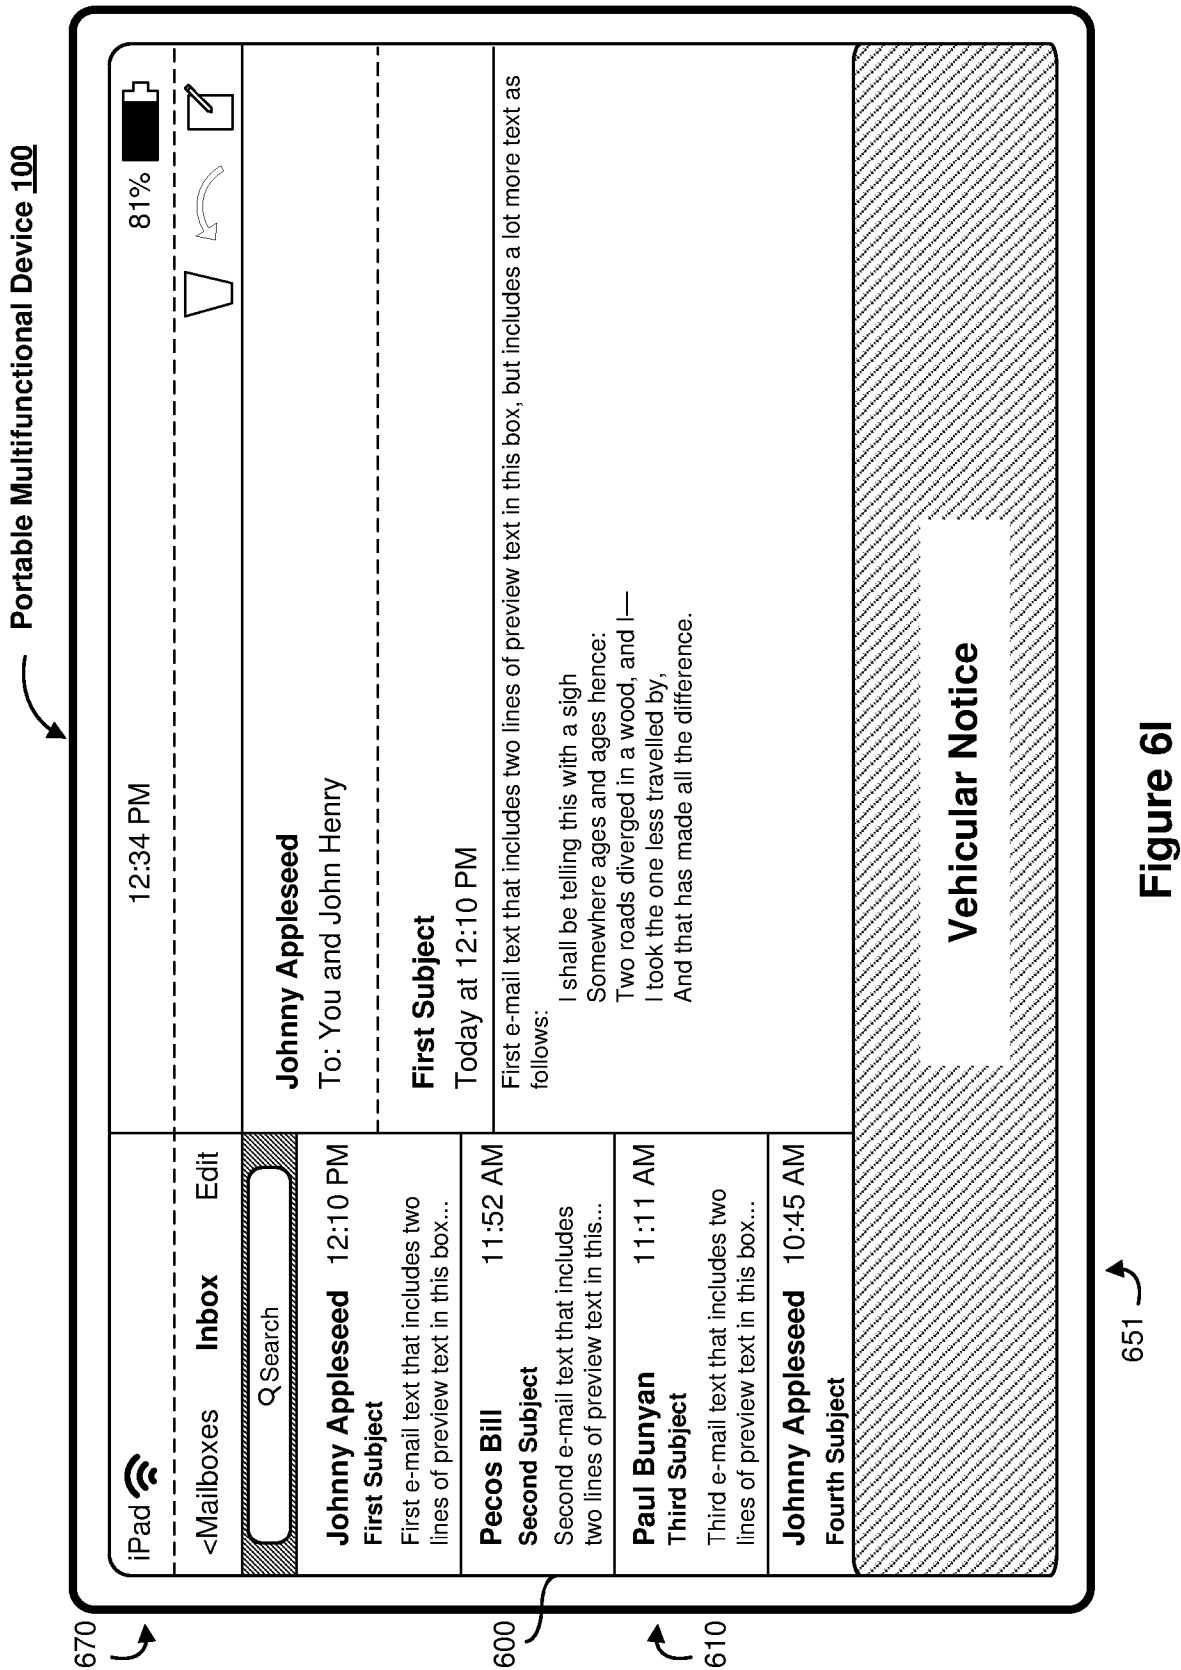 Portable Multifunctional Device 100
670
iPad
12:34 PM
81%
<Mailboxes
Inbox
Edit
Search
Johnny Appleseed 12:10 PM
First Subject
First e-mail text that includes two
lines of preview text in this box...
Pecos Bill 11:52 AM
Second Subject
Second e-mail text that includes
two lines of preview text in this...
Paul Bunyan 11:11 AM
Third Subject
Third e-mail text that includes two
lines of preview text in this box...
Johnny Appleseed 10:45 AM
Fourth Subject
Johnny Appleseed
To: You and John Henry
First Subject
Today at 12:10 PM
First e-mail text that includes two lines of preview text in this box, but includes a lot more text as
follows:
I shall be telling this with a sigh
Somewhere ages and ages hence:
Two roads diverged in a wood, and I—
I took the one less travelled by,
And that has made all the difference.
600
610
Vehicular Notice
651
Figure 6I